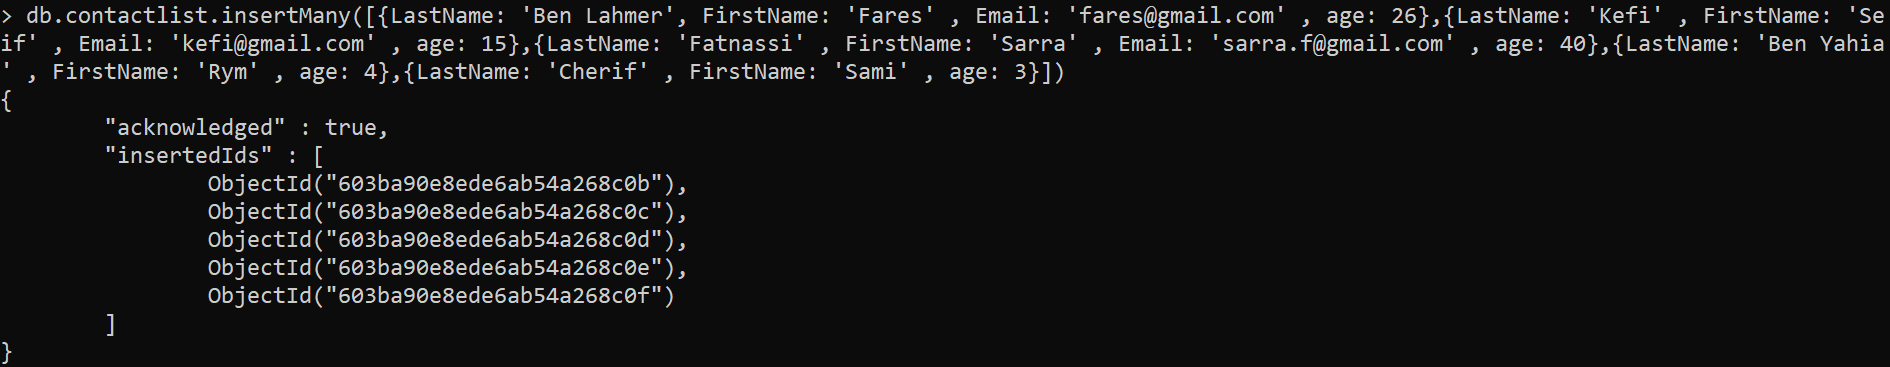 > db.contactlist.insertMany([{LastName: 'Ben Lahmer', FirstName: 'Fares' , Email: 'fares@gmail.com' , age: 26},{LastName: 'Kefi' , FirstName: 'Se
if' , Email: 'kefi@gmail.com' , age: 15},{LastName: 'Fatnassi' , FirstName: 'Sarra' , Email: 'sarra.f@gmail.com' , age: 40},{LastName: 'Ben Yahia
' , FirstName: 'Rym' , age: 4},{LastName: 'Cherif' , FirstName: 'Sami' , age: 3}])
{
        "acknowledged" : true,
        "insertedIds" : [
                ObjectId("603ba90e8ede6ab54a268c0b"),
                ObjectId("603ba90e8ede6ab54a268c0c"),
                ObjectId("603ba90e8ede6ab54a268c0d"),
                ObjectId("603ba90e8ede6ab54a268c0e"),
                ObjectId("603ba90e8ede6ab54a268c0f")
        ]
}